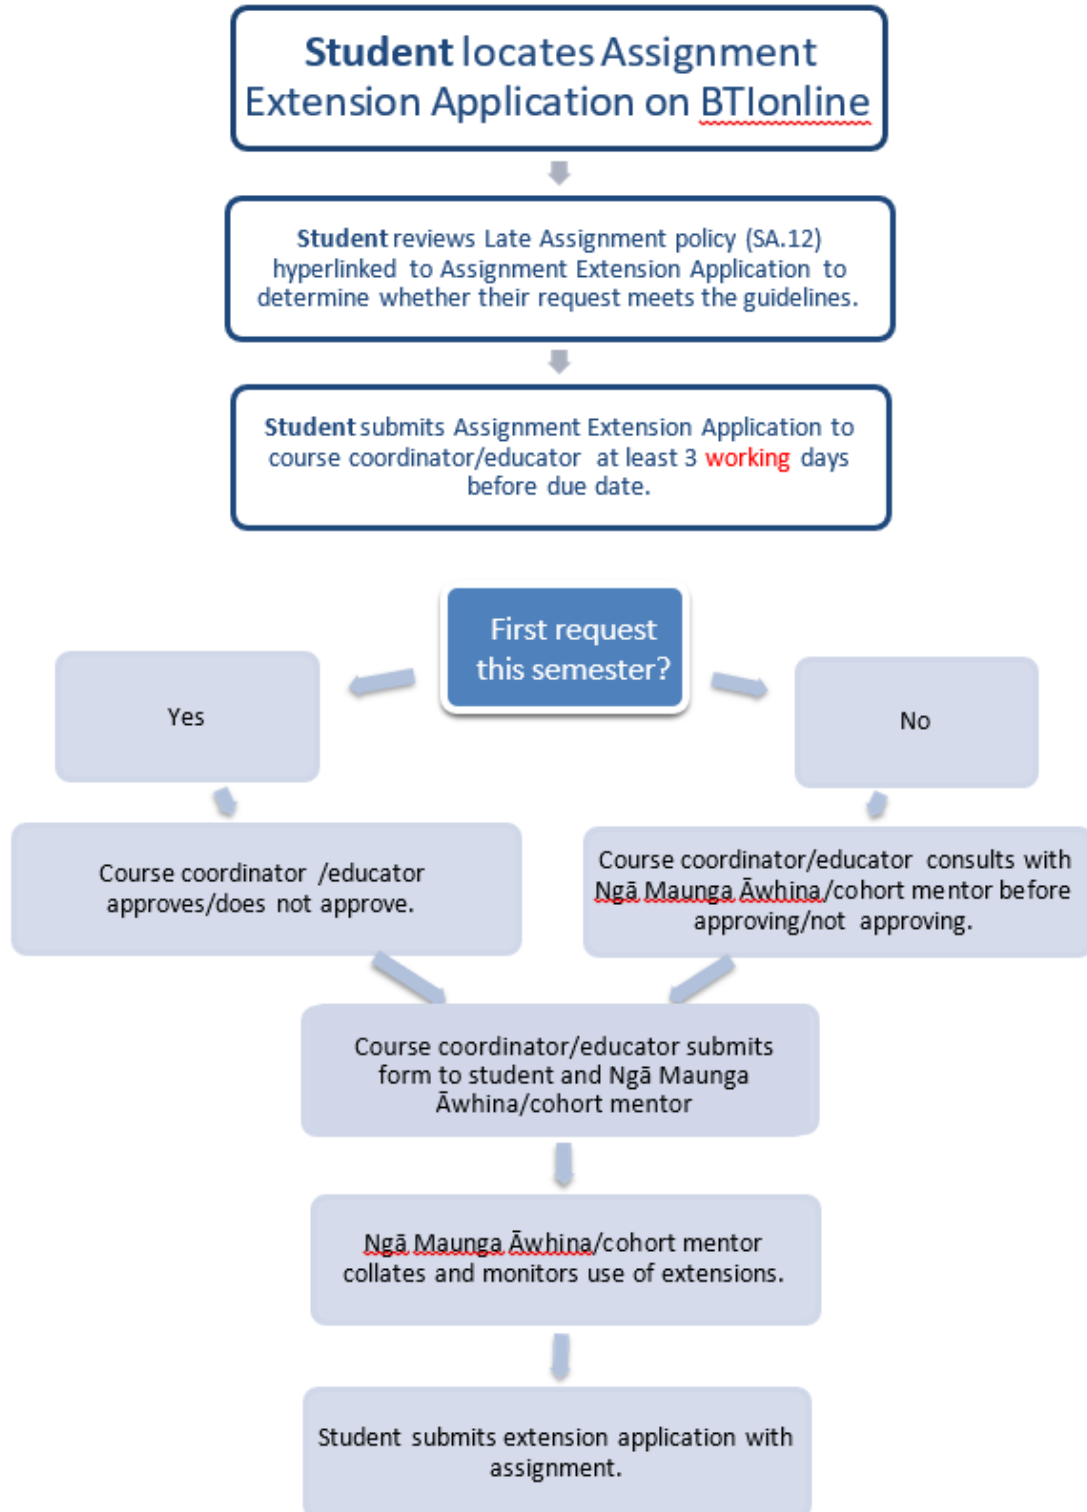 Student locates Assignment
Extension Application on BTIonline
Student reviews Late Assignment policy (SA.12)
hyperlinked to Assignment Extension Application to
determine whether their request meets the guidelines.
Student submits Assignment Extension Application to
course coordinator/educator at least 3 working days
before due date.
First request
this semester?
Yes
No
Course coordinator /educator
approves/does not approve.
Course coordinator/educator consults with
Ngā Maunga Āwhina/cohort mentor before
approving/not approving.
Course coordinator/educator submits
form to student and Ngā Maunga
Āwhina/cohort mentor
Ngā Maunga Āwhina/cohort mentor
collates and monitors use of extensions.
Student submits extension application with
assignment.